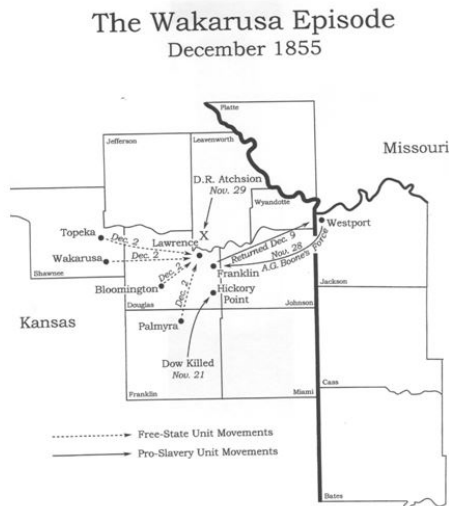 The Wakarusa Episode
December 1855
Platte
Jefferson
Leavenworth
Missouri
D.R. Atchsion
Nov. 29
Wyandotte
X
Topeka
Dec. 2
Lawrence
Westport
Returned Dec. 9
Nov. 28
A.G. Boone's Force
Wakarusa
Dec. 2
Shawnee
Franklin
Bloomington
Dec. 2
Dec. 2
Hickory
Point
Jackson
Douglas
Johnson
Kansas
Palmyra
Dow Killed
Nov. 21
Franklin
Miami
Cass
Free-State Unit Movements
Pro-Slavery Unit Movements
Bates